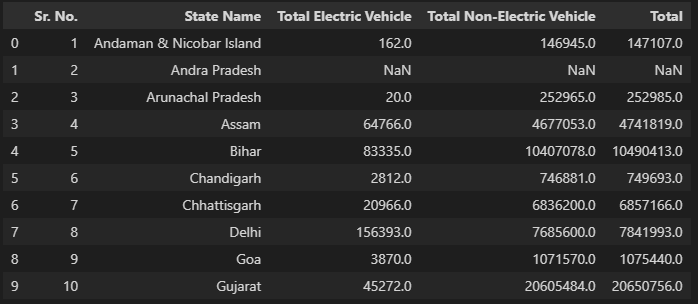 Sr. No. State Name Total Electric Vehicle Total Non-Electric Vehicle Total
0 1 Andaman & Nicobar Island 162.0 146945.0 147107.0
1 2 Andra Pradesh NaN NaN NaN
2 3 Arunachal Pradesh 20.0 252965.0 252985.0
3 4 Assam 64766.0 4677053.0 4741819.0
4 5 Bihar 83335.0 10407078.0 10490413.0
5 6 Chandigarh 2812.0 746881.0 749693.0
6 7 Chhattisgarh 20966.0 6836200.0 6857166.0
7 8 Delhi 156393.0 7685600.0 7841993.0
8 9 Goa 3870.0 1071570.0 1075440.0
9 10 Gujarat 45272.0 20605484.0 20650756.0